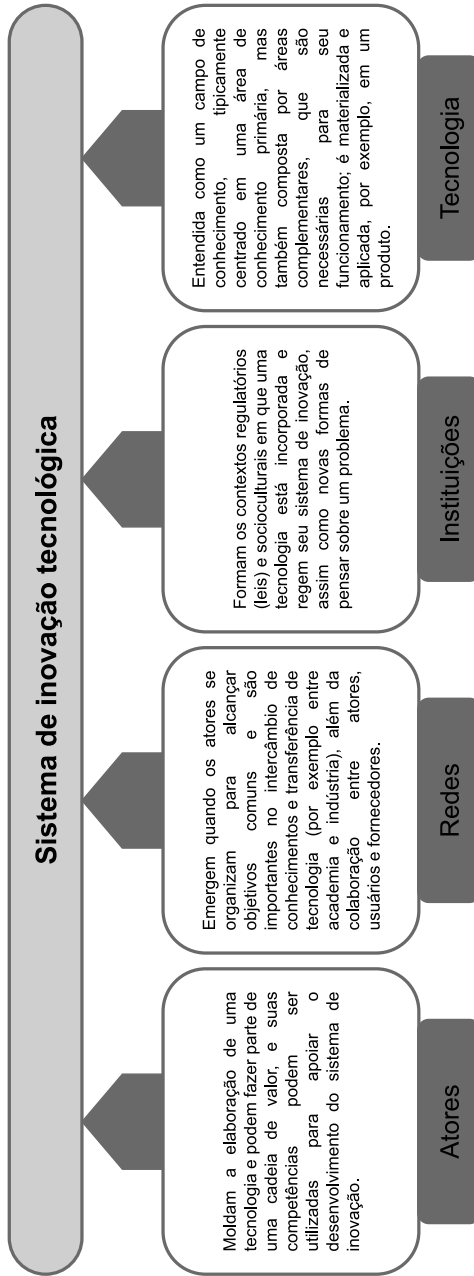 Sistema de inovação tecnológica
Moldam a elaboração de uma
tecnologia e podem fazer parte de
uma cadeia de valor, e suas
competências podem ser
utilizadas para apoiar o
desenvolvimento do sistema de
inovação.
Atores
Emergem quando os atores se
organizam para alcançar
objetivos comuns e são
importantes no intercâmbio de
conhecimentos e transferência de
tecnologia (por exemplo entre
academia e indústria), além da
colaboração entre atores,
usuários e fornecedores.
Redes
Formam os contextos regulatórios
(leis) e socioculturais em que uma
tecnologia está incorporada e
regem seu sistema de inovação,
assim como novas formas de
pensar sobre um problema.
Instituições
Entendida como um campo de
conhecimento, tipicamente
centrado em uma área de
conhecimento primária, mas
também composta por áreas
complementares, que são
necessárias para seu
funcionamento; é materializada e
aplicada, por exemplo, em um
produto.
Tecnologia